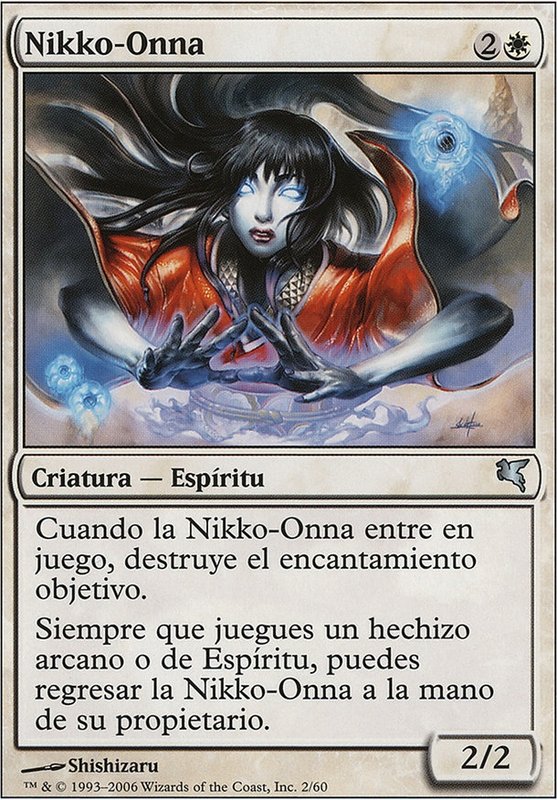 Nikko-Onna 2
Criatura — Espíritu
Cuando la Nikko-Onna entre en
juego, destruye el encantamiento
objetivo.
Siempre que juegues un hechizo
arcano o de Espíritu, puedes
regresar la Nikko-Onna a la mano
de su propietario.
2/2
Shishizaru
™ & © 1993–2006 Wizards of the Coast, Inc. 2/60